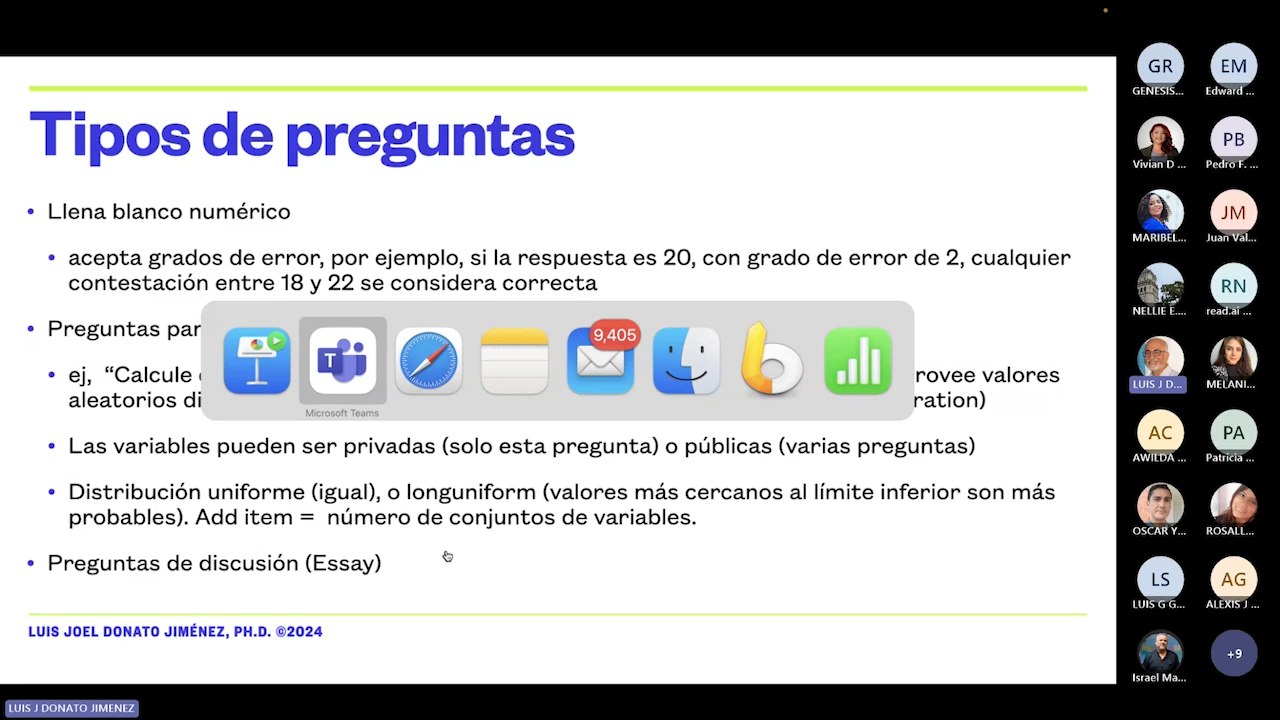 Tipos de preguntas
Llena blanco numérico
acepta grados de error, por ejemplo, si la respuesta es 20, con grado de error de 2, cualquier
contestación entre 18 y 22 se considera correcta
Preguntas par
ej, “Calcule
rovee valores
aleatorios di
ration)
Las variables pueden ser privadas (solo esta pregunta) o públicas (varias preguntas)
Distribución uniforme (igual), o longuniform (valores más cercanos al límite inferior son más
probables). Add item = número de conjuntos de variables.
Preguntas de discusión (Essay)
LUIS JOEL DONATO JIMÉNEZ, PH.D. ©2024
9,405
Microsoft Teams
LUIS J DONATO JIMENEZ
GR
GENESIS...
EM
Edward ...
Vivian D ...
PB
Pedro F. ...
MARIBEL...
JM
Juan Val...
NELLIE E....
RN
read.ai ...
LUIS J D...
MELANI...
AC
AWILDA ...
PA
Patricia ...
OSCAR Y...
ROSALL...
LS
LUIS G G...
AG
ALEXIS J ...
Israel Ma...
+9